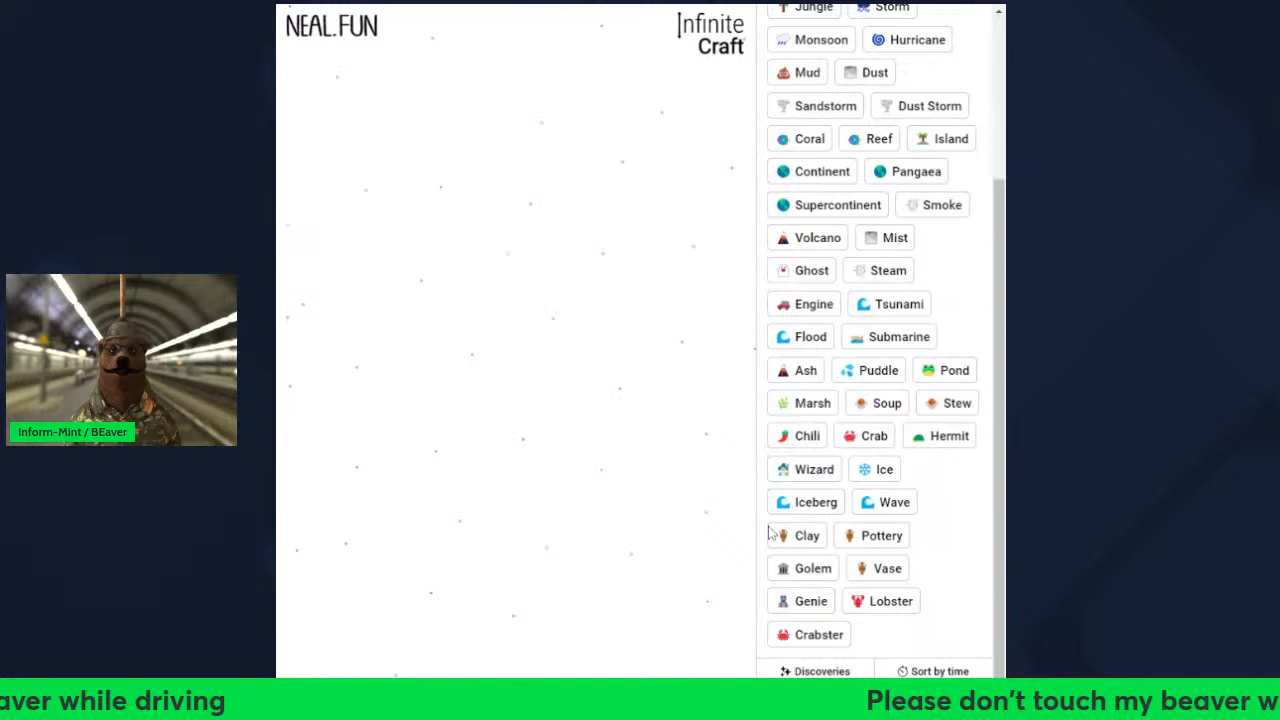 NEAL.FUN
Infinite
Craft
Jungle Storm
Monsoon Hurricane
Mud Dust
Sandstorm Dust Storm
Coral Reef Island
Continent Pangaea
Supercontinent Smoke
Volcano Mist
Ghost Steam
Engine Tsunami
Flood Submarine
Ash Puddle Pond
Marsh Soup Stew
Chili Crab Hermit
Wizard Ice
Iceberg Wave
Clay Pottery
Golem Vase
Genie Lobster
Crabster
Discoveries Sort by time
Inform-Mint / BEaver
aver while driving Please don't touch my beaver w